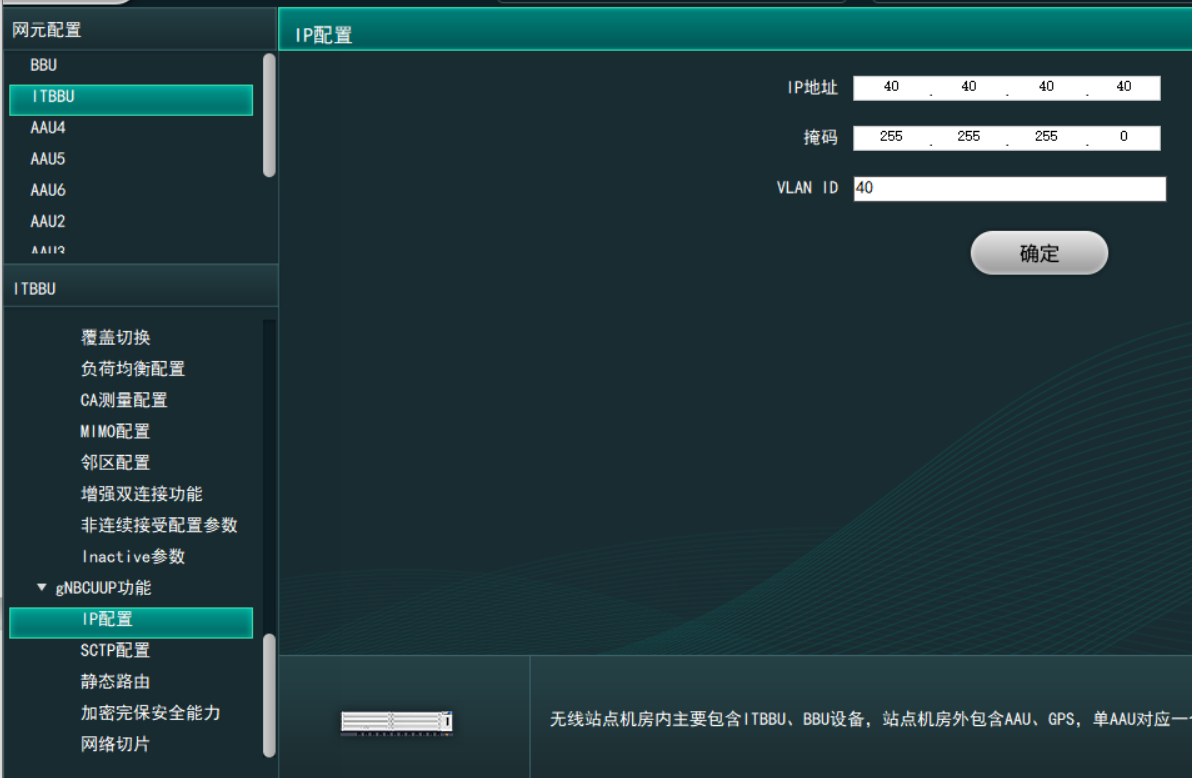 网元配置
BBU
ITBBU
AAU4
AAU5
AAU6
AAU2
AAU3
ITBBU
覆盖切换
负荷均衡配置
CA测量配置
MIMO配置
邻区配置
增强双连接功能
非连续接受配置参数
Inactive参数
gNBCUUP功能
IP配置
SCTP配置
静态路由
加密完保安全能力
网络切片
IP配置
IP地址 40 . 40 . 40 . 40
掩码 255 . 255 . 255 . 0
VLAN ID 40
确定
无线站点机房内主要包含ITBBU、BBU设备，站点机房外包含AAU、GPS，单AAU对应一